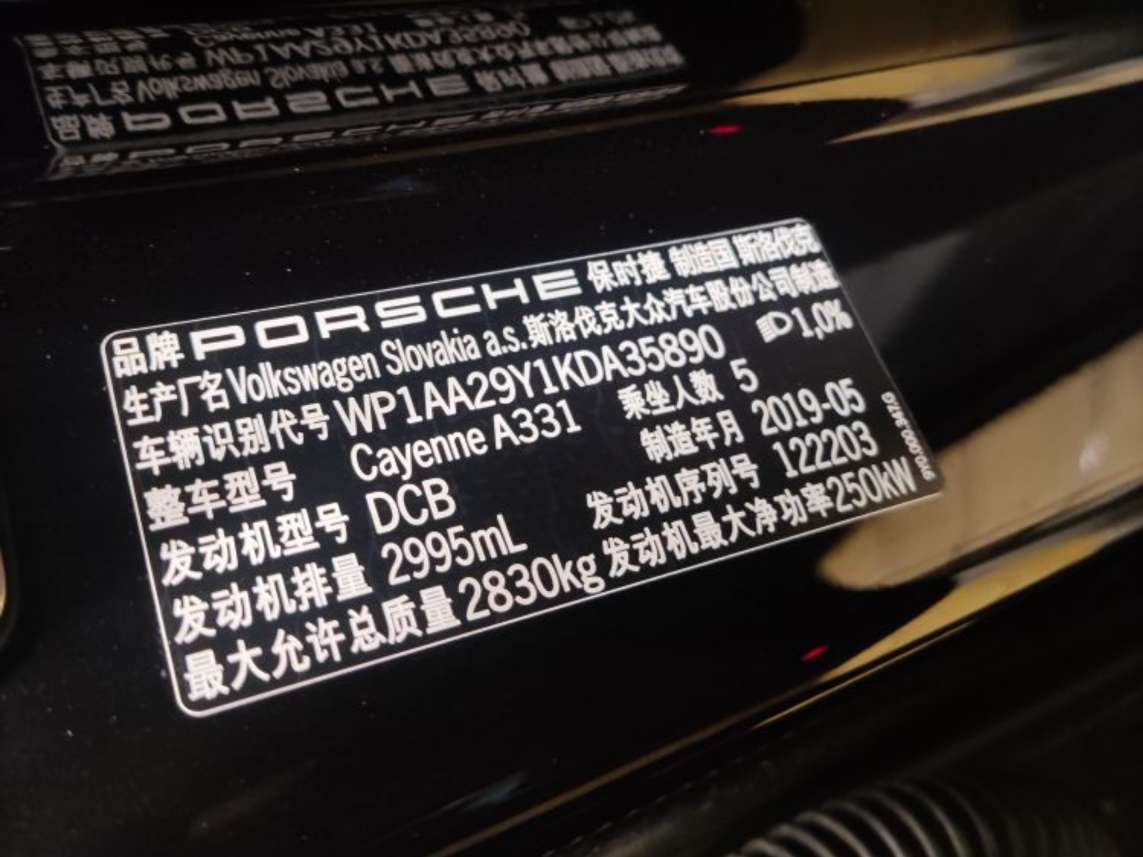 品牌 PORSCHE 保时捷 制造国 斯洛伐克
生产厂名 Volkswagen Slovakia a.s. 斯洛伐克大众汽车股份公司制造
车辆识别代号 WP1AA29Y1KDA35890 1,0%
整车型号 Cayenne A331 乘坐人数 5
发动机型号 DCB 制造年月 2019-05
发动机排量 2995mL 发动机序列号 122203
最大允许总质量 2830kg 发动机最大净功率 250kW